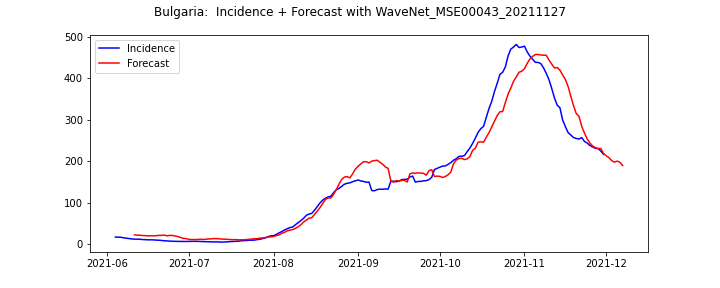 Bulgaria:  Incidence + Forecast with WaveNet_MSE00043_20211127
Incidence
Forecast
500
400
300
200
100
0
2021-06 2021-07 2021-08 2021-09 2021-10 2021-11 2021-12